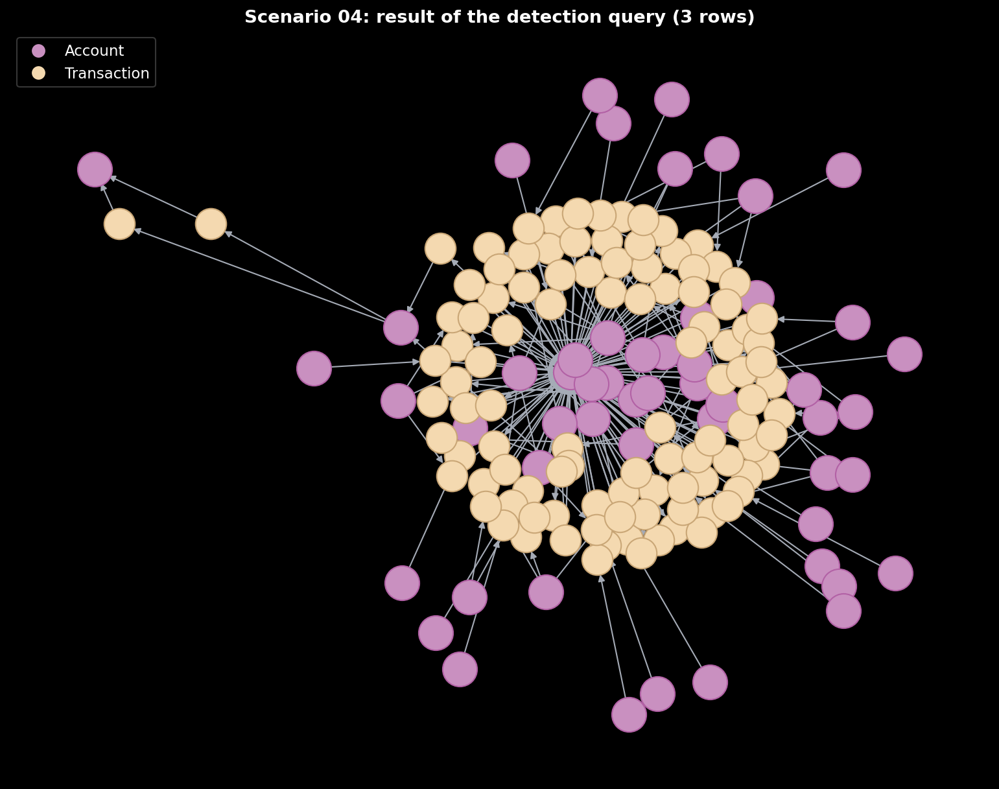 Scenario 04: result of the detection query (3 rows)
Account
Transaction